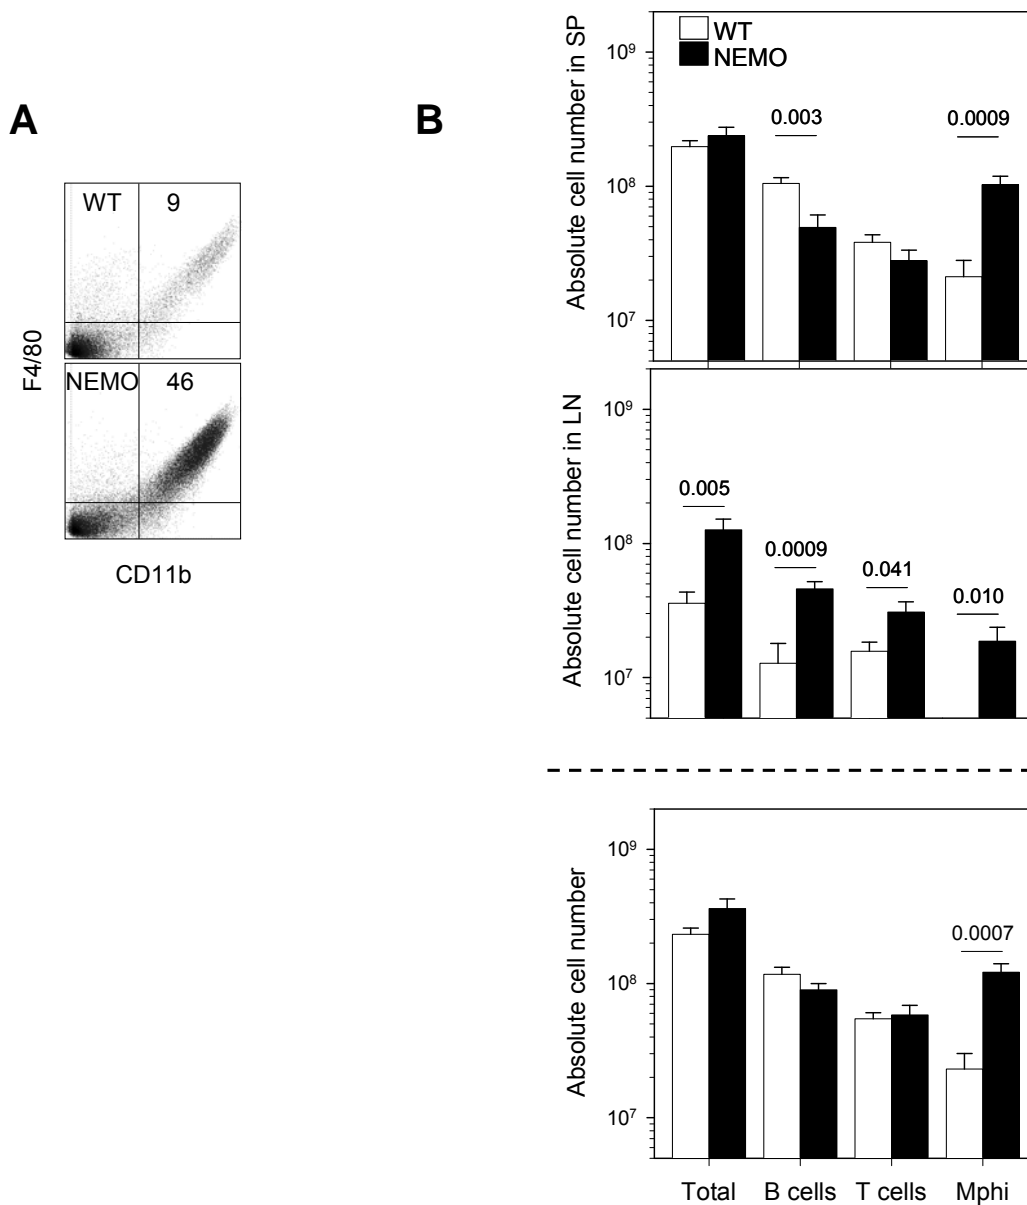 A
B
WT 9
NEMO 46
F4/80
CD11b
WT
NEMO
Absolute cell number in SP
10⁹
10⁸
10⁷
0.003
0.0009
Absolute cell number in LN
10⁹
10⁸
10⁷
0.005
0.0009
0.041
0.010
Absolute cell number
10⁹
10⁸
10⁷
0.0007
Total B cells T cells Mphi